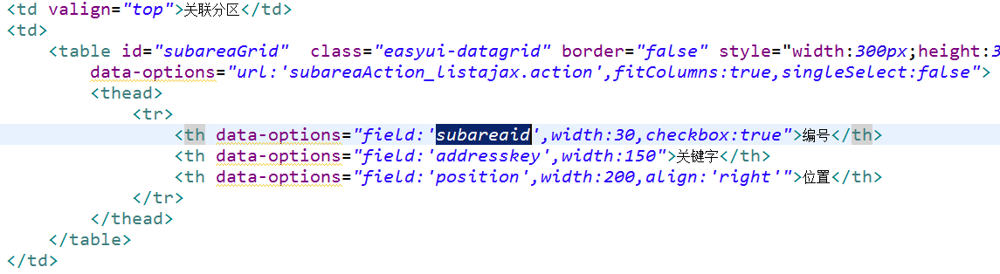 <td valign="top">关联分区</td>
<td>
<table id="subareaGrid"  class="easyui-datagrid" border="false" style="width:300px;height:3
data-options="url:'subareaAction_listajax.action',fitColumns:true,singleSelect:false">
<thead>
<tr>
<th data-options="field:'subareaid',width:30,checkbox:true">编号</th>
<th data-options="field:'addresskey',width:150">关键字</th>
<th data-options="field:'position',width:200,align:'right'">位置</th>
</tr>
</thead>
</table>
</td>